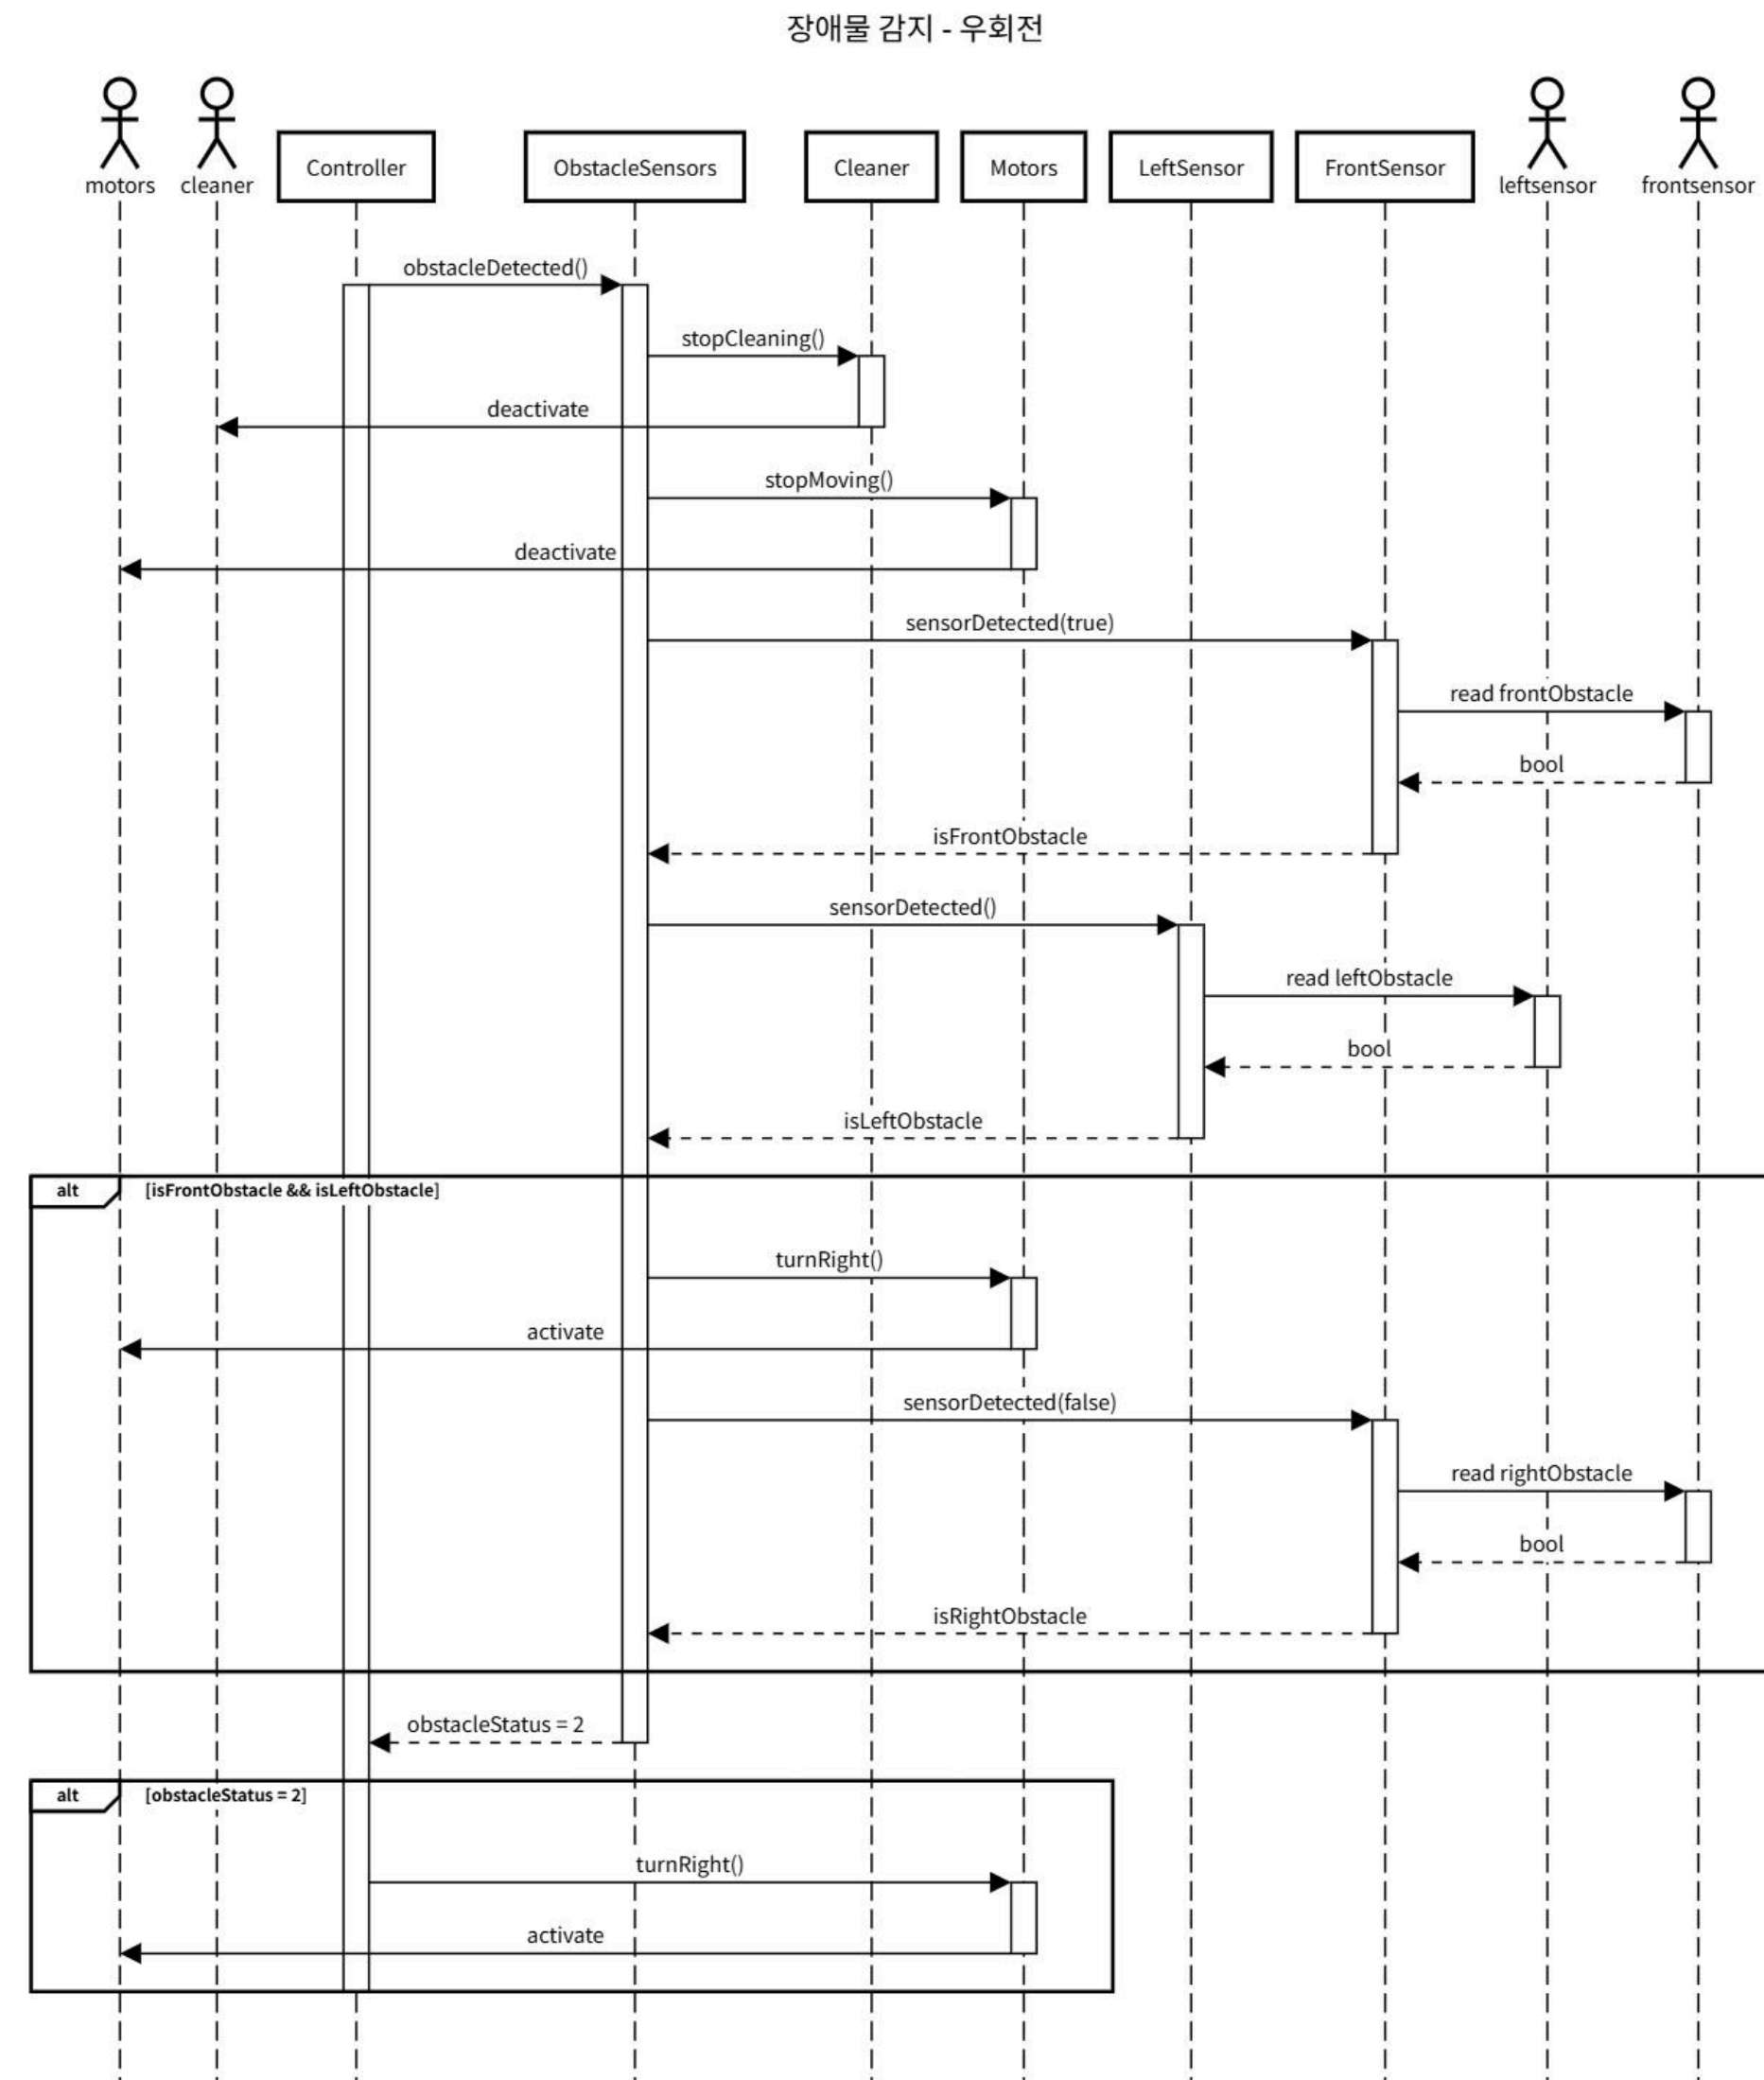 장애물 감지 - 우회전
motors
cleaner
Controller
ObstacleSensors
Cleaner
Motors
LeftSensor
FrontSensor
leftsensor
frontsensor
obstacleDetected()
stopCleaning()
deactivate
stopMoving()
deactivate
sensorDetected(true)
read frontObstacle
bool
isFrontObstacle
sensorDetected()
read leftObstacle
bool
isLeftObstacle
alt [isFrontObstacle && isLeftObstacle]
turnRight()
activate
sensorDetected(false)
read rightObstacle
bool
isRightObstacle
obstacleStatus = 2
alt [obstacleStatus = 2]
turnRight()
activate